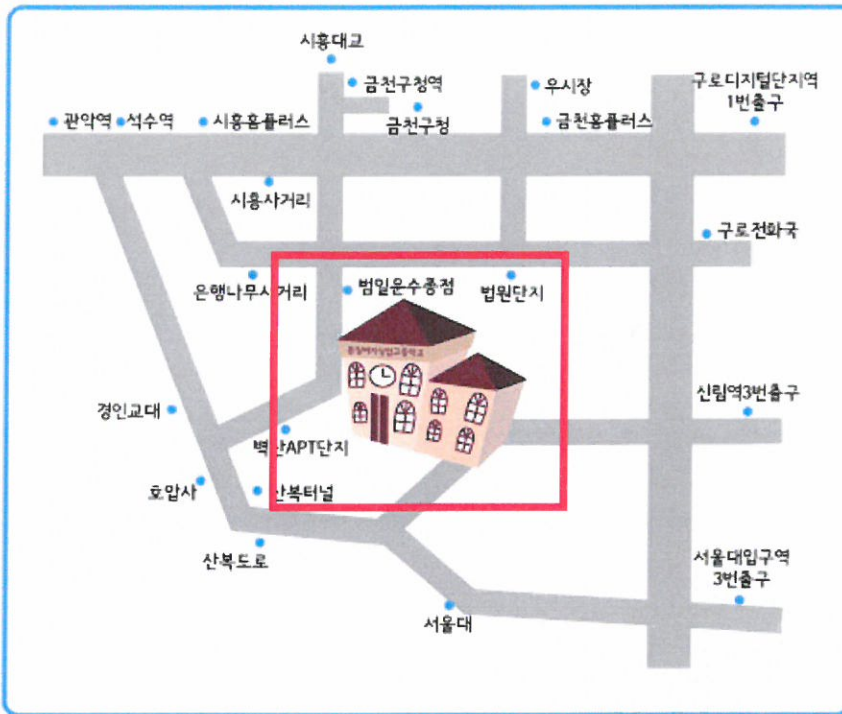 시흥대교
금천구청역
우시장
구로디지털단지역
1번출구
관악역
석수역
시흥홈플러스
금천구청
금천홈플러스
시흥사거리
구로전화국
은행나무사거리
범일운수종점
법원단지
경인교대
벽산APT단지
신림역3번출구
호압사
산복터널
산복도로
서울대입구역
3번출구
서울대